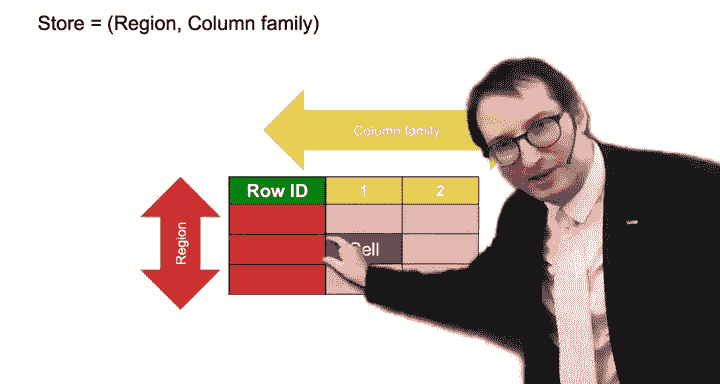 Store = (Region, Column family)
Column family
Row ID 1 2
Region
Cell